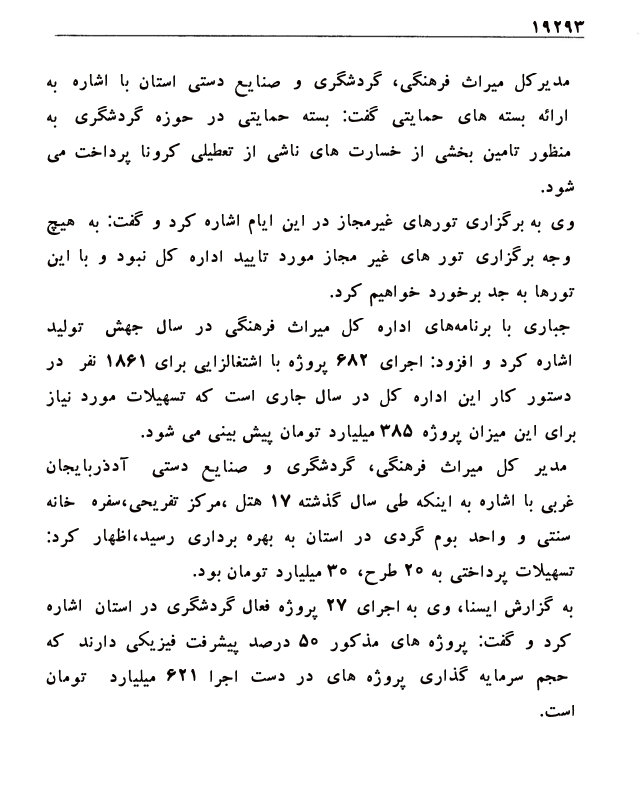 ۱۹۲۹۳
مدیرکل میراث فرهنگی، گردشگری و صنایع دستی استان با اشاره به
ارائه بسته های حمایتی گفت: بسته حمایتی در حوزه گردشگری به
منظور تامین بخشی از خسارت های ناشی از تعطیلی کرونا پرداخت می
شود.
وی به برگزاری تورهای غیرمجاز در این ایام اشاره کرد و گفت: به هیچ
وجه برگزاری تور های غیر مجاز مورد تایید اداره کل نبود و با این
تورها به جد برخورد خواهیم کرد.
جباری با برنامه‌های اداره کل میراث فرهنگی در سال جهش تولید
اشاره کرد و افزود: اجرای ۶۸۲ پروژه با اشتغالزایی برای ۱۸۶۱ نفر در
دستور کار این اداره کل در سال جاری است که تسهیلات مورد نیاز
برای این میزان پروژه ۳۸۵ میلیارد تومان پیش بینی می شود.
مدیر کل میراث فرهنگی، گردشگری و صنایع دستی آدذربایجان
غربی با اشاره به اینکه طی سال گذشته ۱۷ هتل ،مرکز تفریحی،سفره خانه
سنتی و واحد بوم گردی در استان به بهره برداری رسید،اظهار کرد:
تسهیلات پرداختی به ۲۰ طرح، ۳۰ میلیارد تومان بود.
به گزارش ایسنا، وی به اجرای ۲۷ پروژه فعال گردشگری در استان اشاره
کرد و گفت: پروژه های مذکور ۵۰ درصد پیشرفت فیزیکی دارند که
حجم سرمایه گذاری پروژه های در دست اجرا ۶۲۱ میلیارد تومان
است.